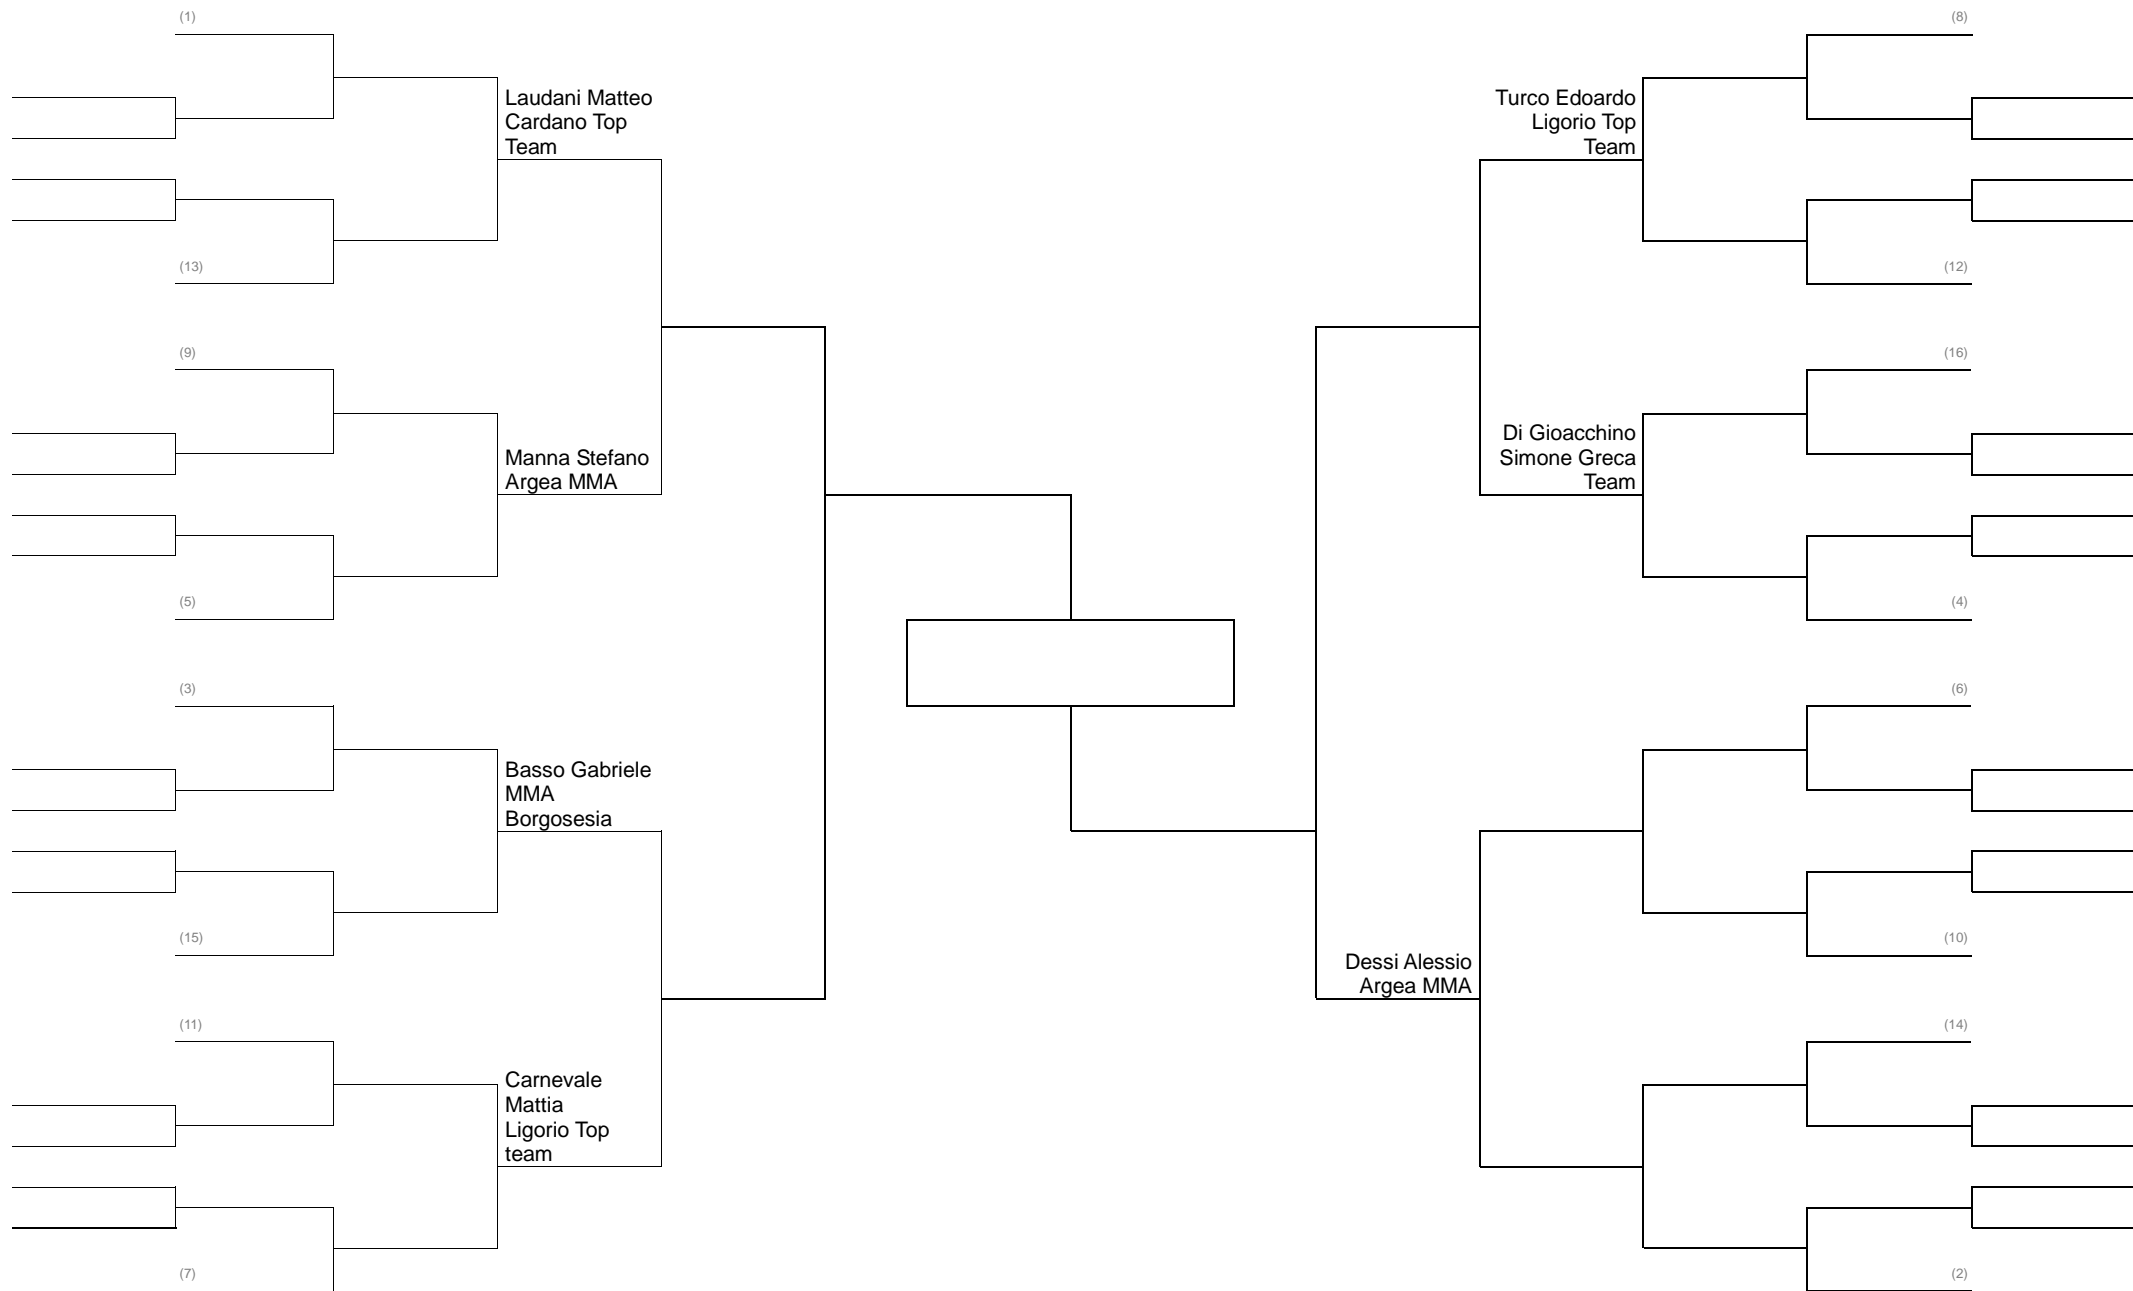 (1)
(8)
Laudani Matteo
Cardano Top
Team
Turco Edoardo
Ligorio Top
Team
(13)
(12)
(9)
(16)
Manna Stefano
Argea MMA
Di Gioacchino
Simone Greca
Team
(5)
(4)
(3)
(6)
Basso Gabriele
MMA
Borgosesia
(15)
(10)
Dessi Alessio
Argea MMA
(11)
(14)
Carnevale
Mattia
Ligorio Top
team
(7)
(2)